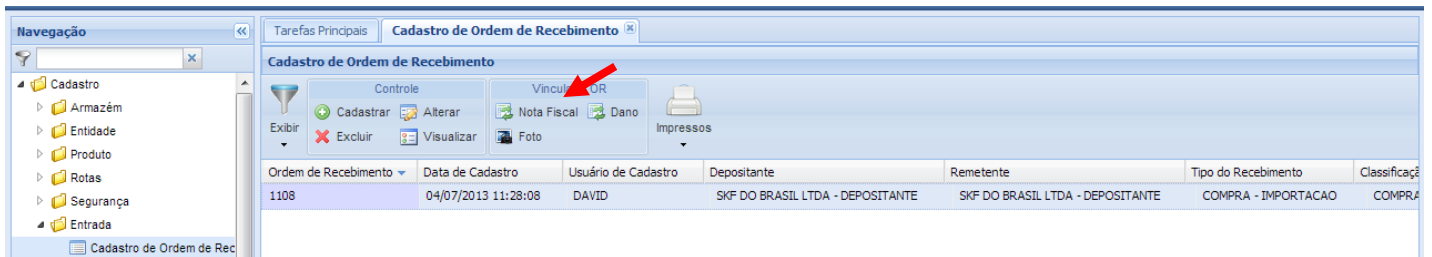 Navegação
Tarefas Principais
Cadastro de Ordem de Recebimento
Cadastro de Ordem de Recebimento
Cadastro
Armazém
Entidade
Produto
Rotas
Segurança
Entrada
Cadastro de Ordem de Rec
Exibir
Controle
Cadastrar Alterar
Excluir Visualizar
OR
Nota Fiscal Dano
Foto
Impressos
Ordem de Recebimento Data de Cadastro Usuário de Cadastro Depositante Remetente Tipo do Recebimento Classificaçã
1108 04/07/2013 11:28:08 DAVID SKF DO BRASIL LTDA - DEPOSITANTE SKF DO BRASIL LTDA - DEPOSITANTE COMPRA - IMPORTACAO COMPRA